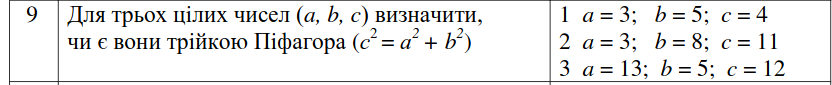 9 Для трьох цілих чисел (a, b, c) визначити, 1 a = 3; b = 5; c = 4
чи є вони трійкою Піфагора (c² = a² + b²) 2 a = 3; b = 8; c = 11
3 a = 13; b = 5; c = 12